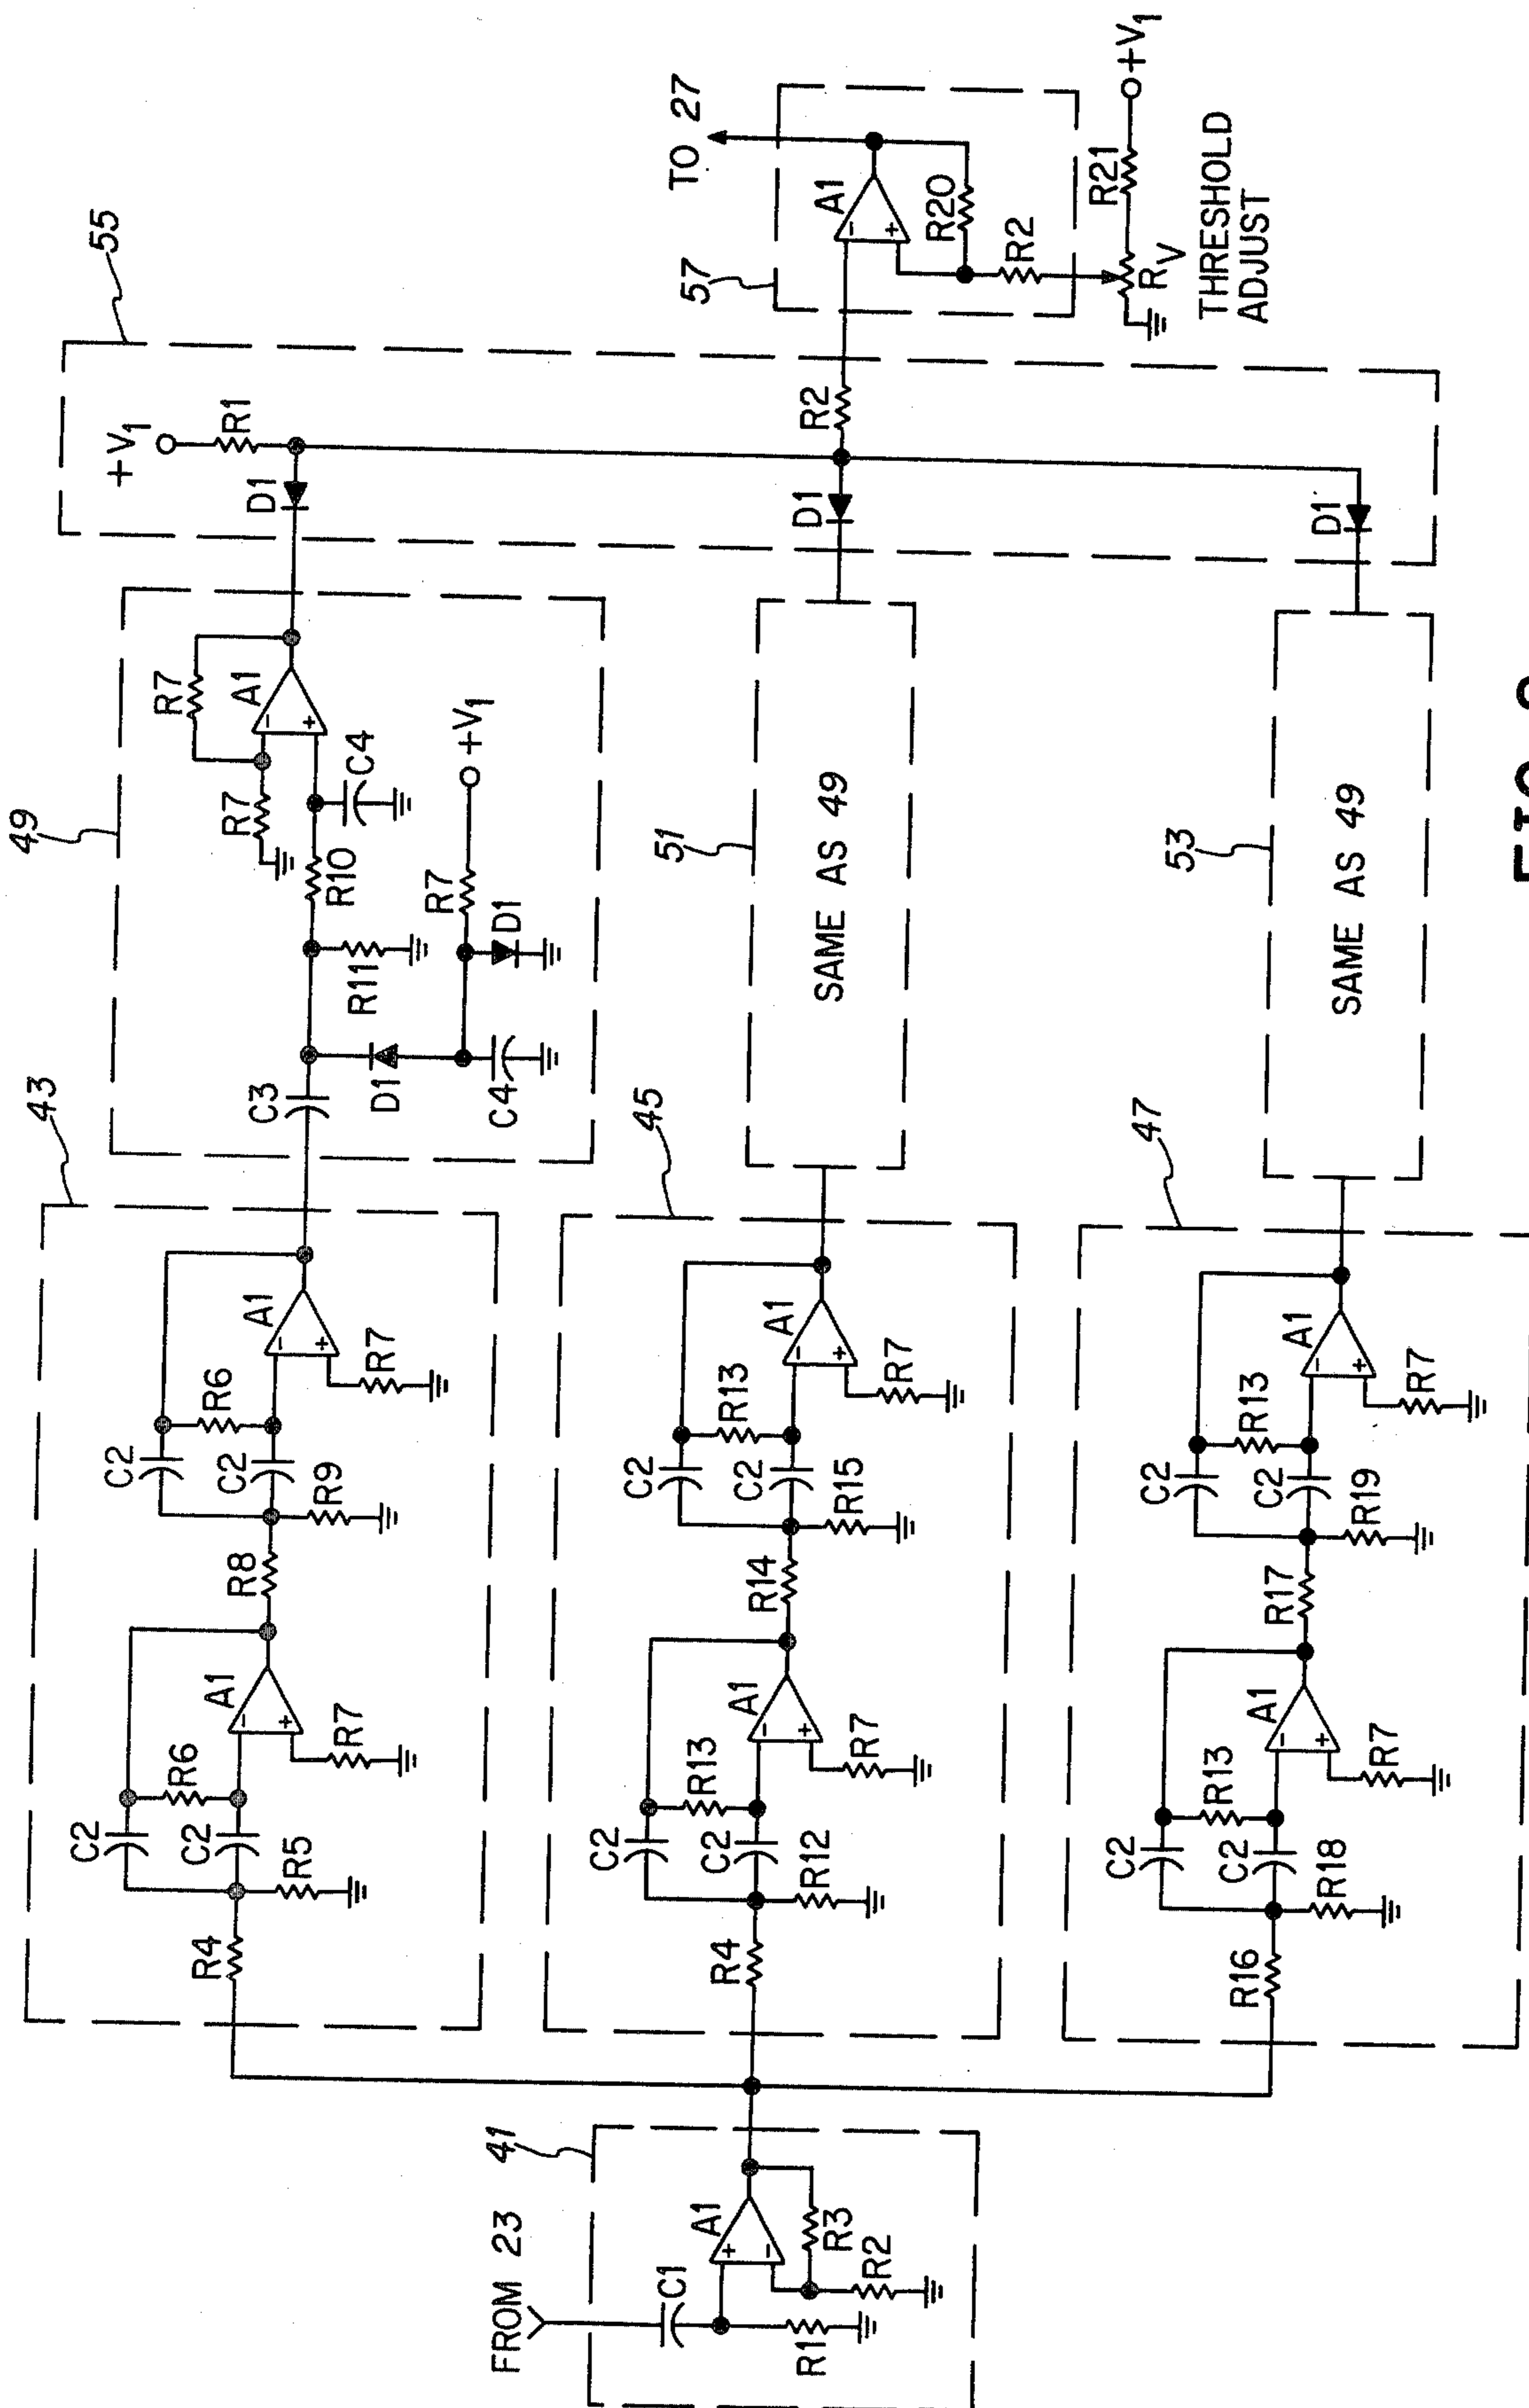 FROM 23
41
C1
R1
A1
+
-
R3
R2
43
R4
C2
C2
R5
R6
A1
-
+
R7
R8
C2
C2
R9
R6
A1
-
+
R7
45
R4
C2
C2
R12
R13
A1
-
+
R7
R14
C2
C2
R15
R13
A1
-
+
R7
47
R16
C2
C2
R18
R13
A1
-
+
R7
R17
C2
C2
R19
R13
A1
-
+
R7
49
C3
D1
C4
R11
R10
R7
D1
+V1
R7
R7
C4
A1
-
+
51
SAME AS 49
53
SAME AS 49
55
+V1
R1
D1
D1
D1
R2
57
A1
-
+
R20
R2
TO 27
RV
R21
+V1
THRESHOLD
ADJUST